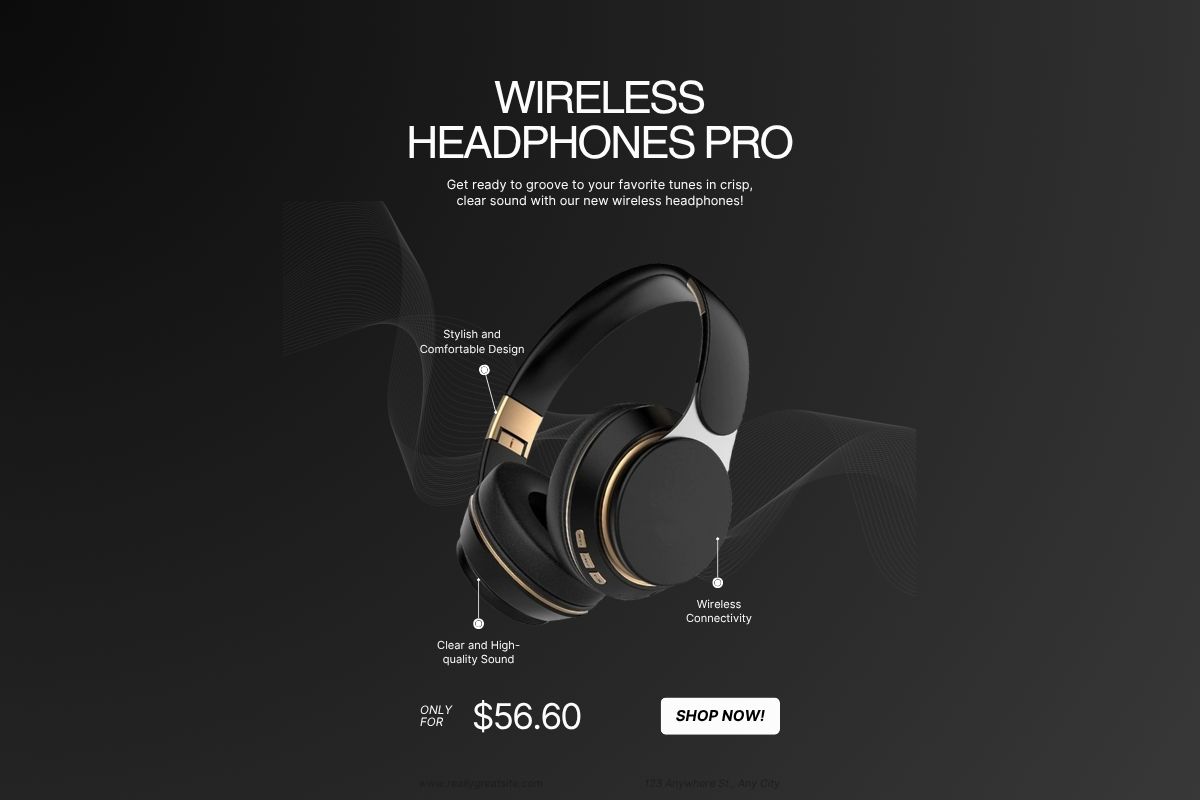 WIRELESS
HEADPHONES PRO
Get ready to groove to your favorite tunes in crisp,
clear sound with our new wireless headphones!
Stylish and
Comfortable Design
Wireless
Connectivity
Clear and High-
quality Sound
ONLY
FOR
$56.60
SHOP NOW!
www.reallygreatsite.com
123 Anywhere St., Any City